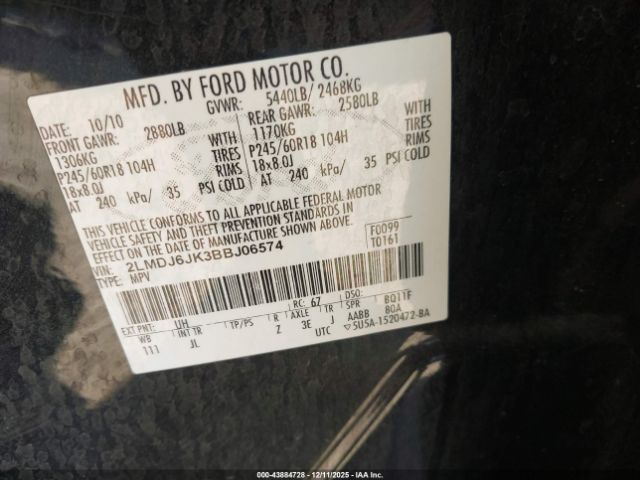 MFD. BY FORD MOTOR CO.
DATE: 10/10 GVWR: 5440LB/ 2468KG
FRONT GAWR: 2880LB REAR GAWR: 2580LB
1306KG WITH 1170KG WITH
P245/60R18 104H TIRES P245/60R18 104H TIRES
18x8.0J RIMS 18x8.0J RIMS
AT 240 kPa/ 35 PSI COLD AT 240 kPa/ 35 PSI COLD
THIS VEHICLE CONFORMS TO ALL APPLICABLE FEDERAL MOTOR
VEHICLE SAFETY AND THEFT PREVENTION STANDARDS IN
EFFECT ON THE DATE OF MANUFACTURE SHOWN ABOVE.
VIN: 2LMDJ6JK3BBJ06574 F0099
TYPE: MPV T0161
EXT PNT: UH RC: 67 DSO:
WB INT TR TP/PS R AXLE TR SPR BQ11F
111 JL Z 3E J AABB BOA
UTC 5U5A-1520472-BA
000-43884728 - 12/11/2025 - IAAI, INC.